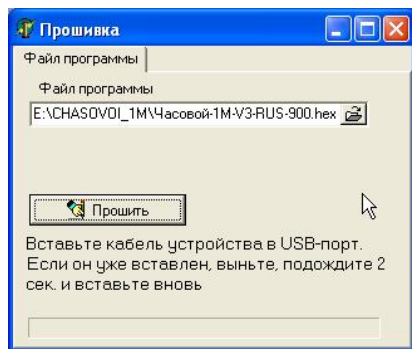 Прошивка
Файл программы
Файл программы
E:\CHASOVOI_1M\Часовой-1M-V3-RUS-900.hex
Прошить
Вставьте кабель устройства в USB-порт.
Если он уже вставлен, выньте, подождите 2
сек. и вставьте вновь